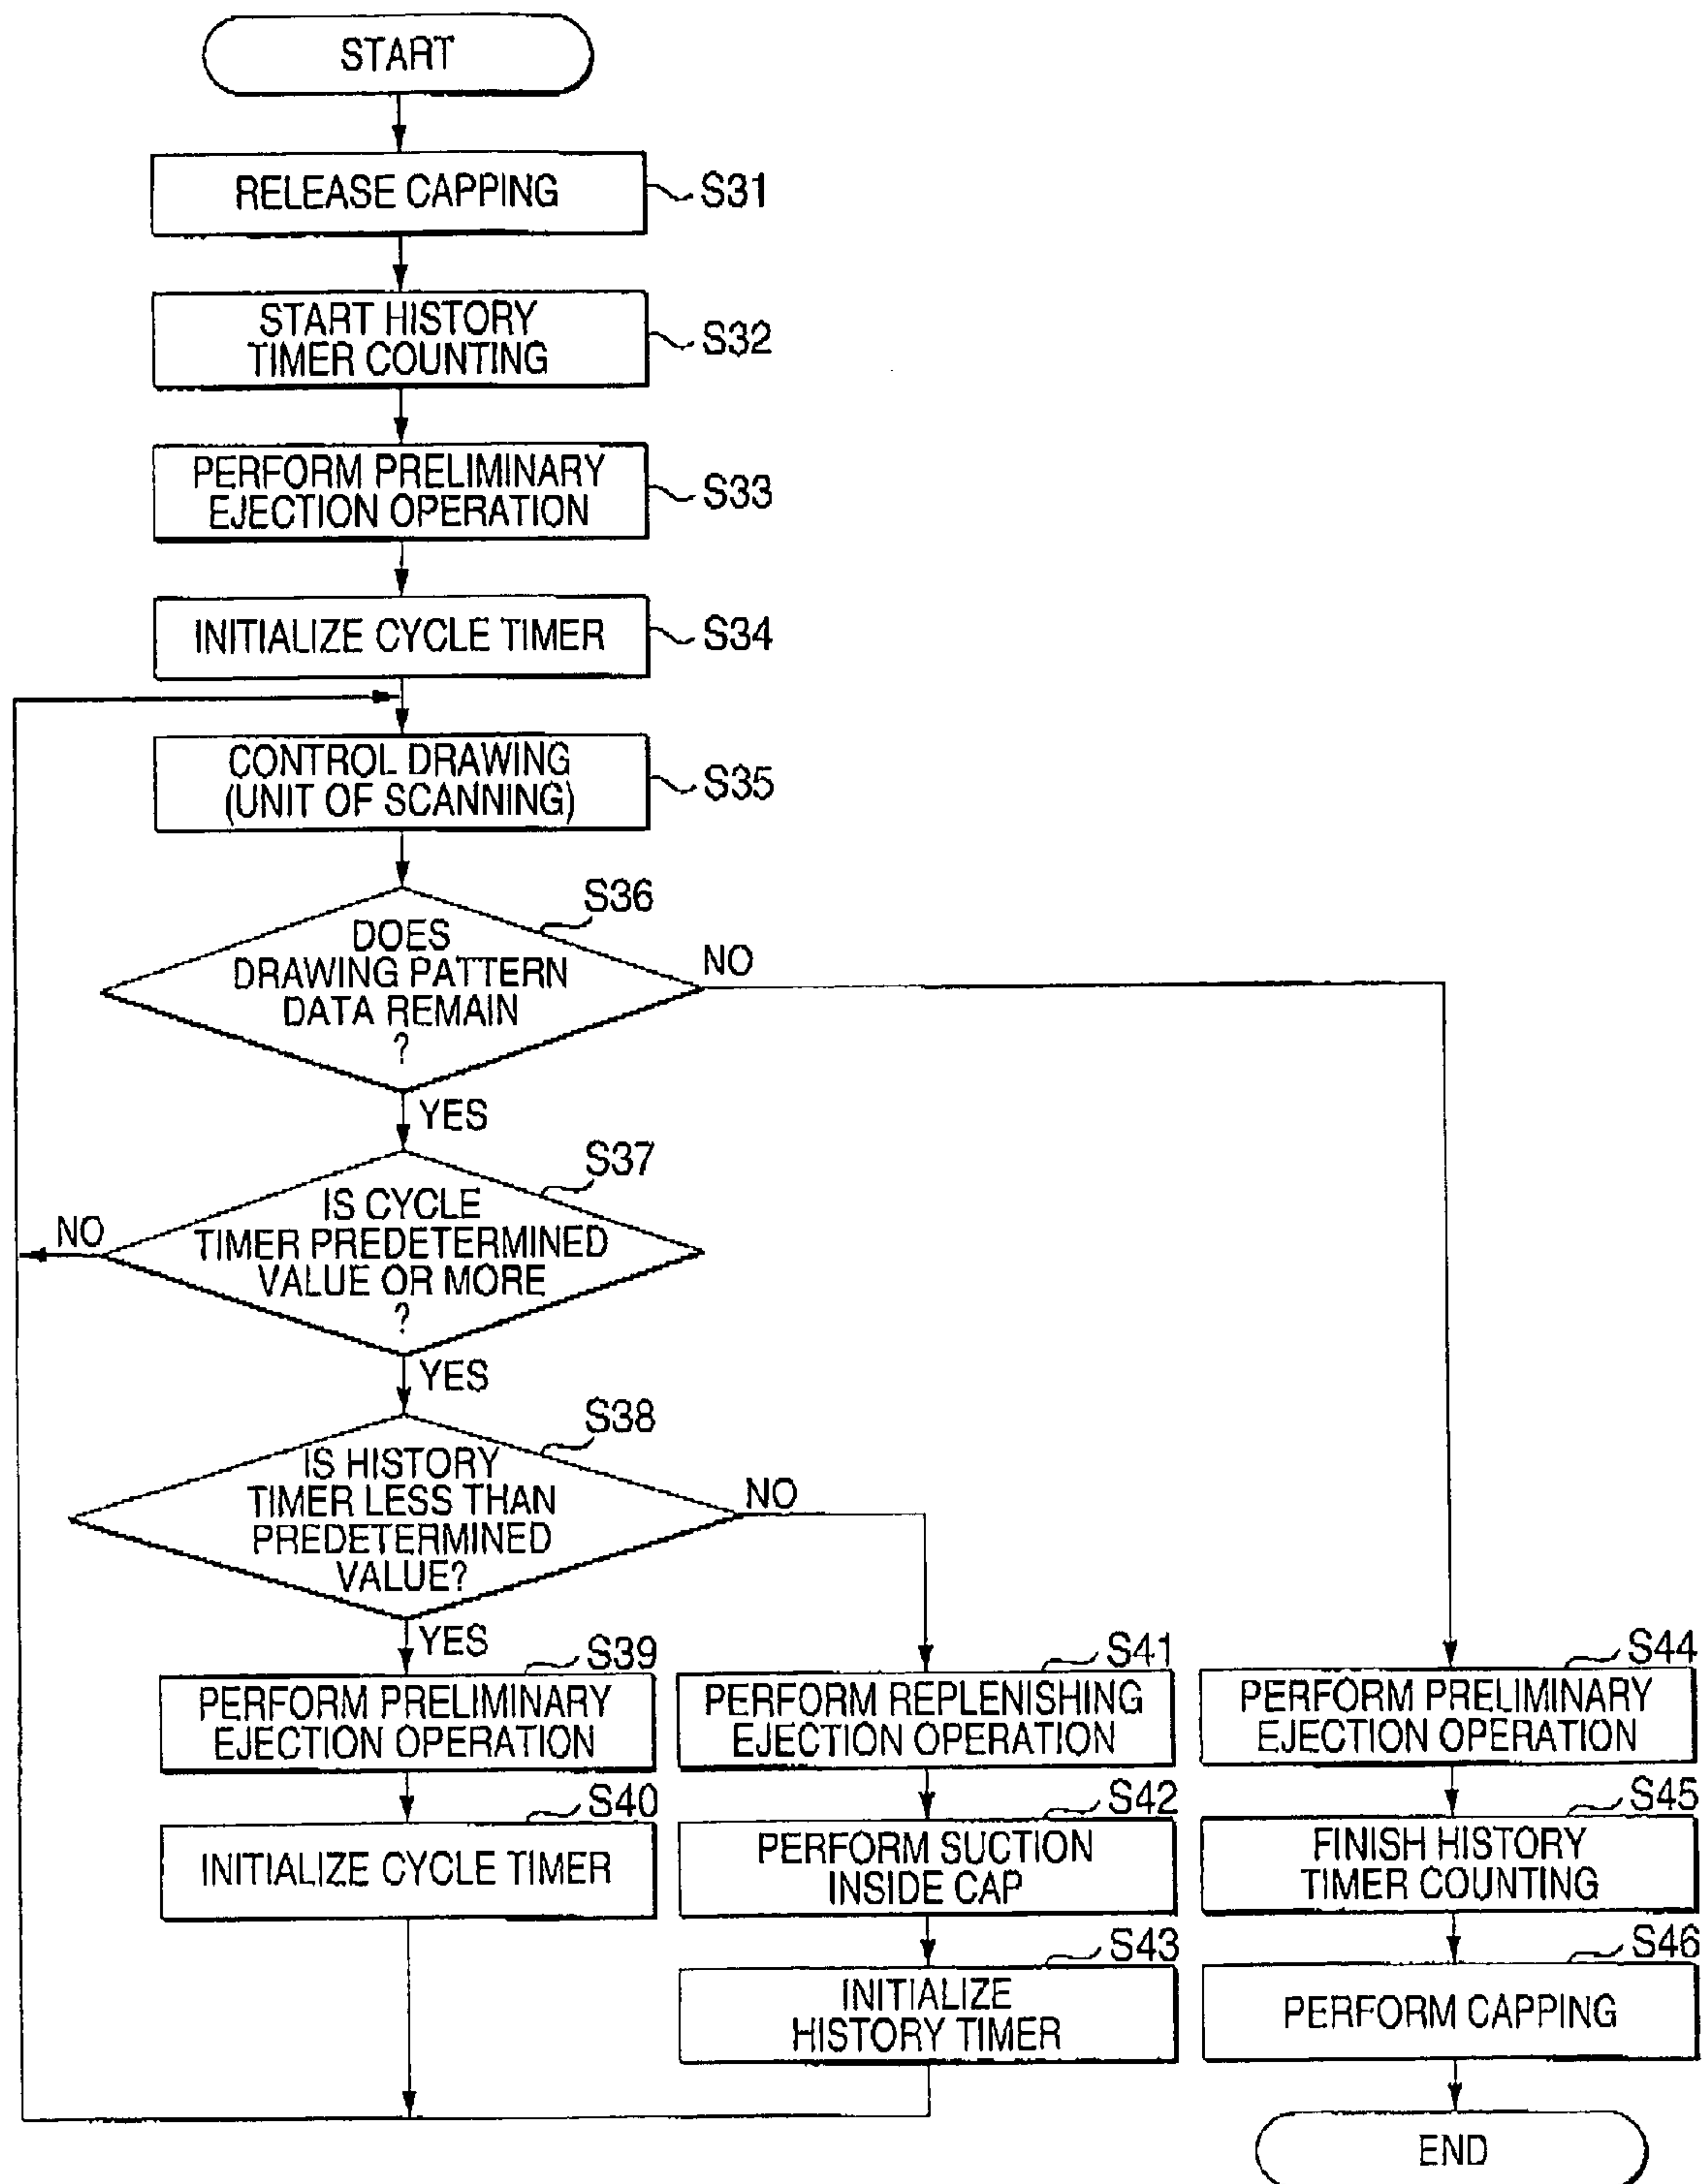 START
RELEASE CAPPING
S31
START HISTORY
TIMER COUNTING
S32
PERFORM PRELIMINARY
EJECTION OPERATION
S33
INITIALIZE CYCLE TIMER
S34
CONTROL DRAWING
(UNIT OF SCANNING)
S35
S36
DOES
DRAWING PATTERN
DATA REMAIN
?
NO
YES
S37
IS CYCLE
TIMER PREDETERMINED
VALUE OR MORE
?
NO
YES
S38
IS HISTORY
TIMER LESS THAN
PREDETERMINED
VALUE?
NO
YES
S39
PERFORM PRELIMINARY
EJECTION OPERATION
S40
INITIALIZE CYCLE TIMER
S41
PERFORM REPLENISHING
EJECTION OPERATION
S42
PERFORM SUCTION
INSIDE CAP
S43
INITIALIZE
HISTORY TIMER
S44
PERFORM PRELIMINARY
EJECTION OPERATION
S45
FINISH HISTORY
TIMER COUNTING
S46
PERFORM CAPPING
END